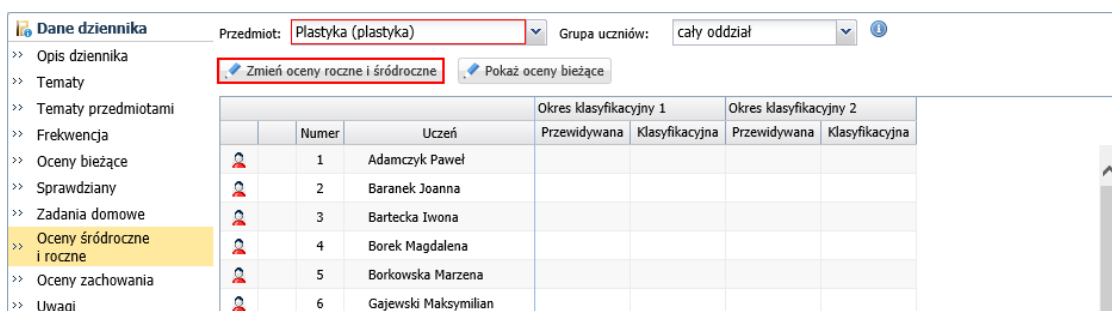 Dane dziennika
Opis dziennika
Tematy
Tematy przedmiotami
Frekwencja
Oceny bieżące
Sprawdziany
Zadania domowe
Oceny śródroczne
i roczne
Oceny zachowania
Uwagi
Przedmiot: Plastyka (plastyka) Grupa uczniów: cały oddział
Zmień oceny roczne i śródroczne Pokaż oceny bieżące
Okres klasyfikacyjny 1 Okres klasyfikacyjny 2
Numer Uczeń Przewidywana Klasyfikacyjna Przewidywana Klasyfikacyjna
1 Adamczyk Paweł
2 Baranek Joanna
3 Bartecka Iwona
4 Borek Magdalena
5 Borkowska Marzena
6 Gajewski Maksymilian